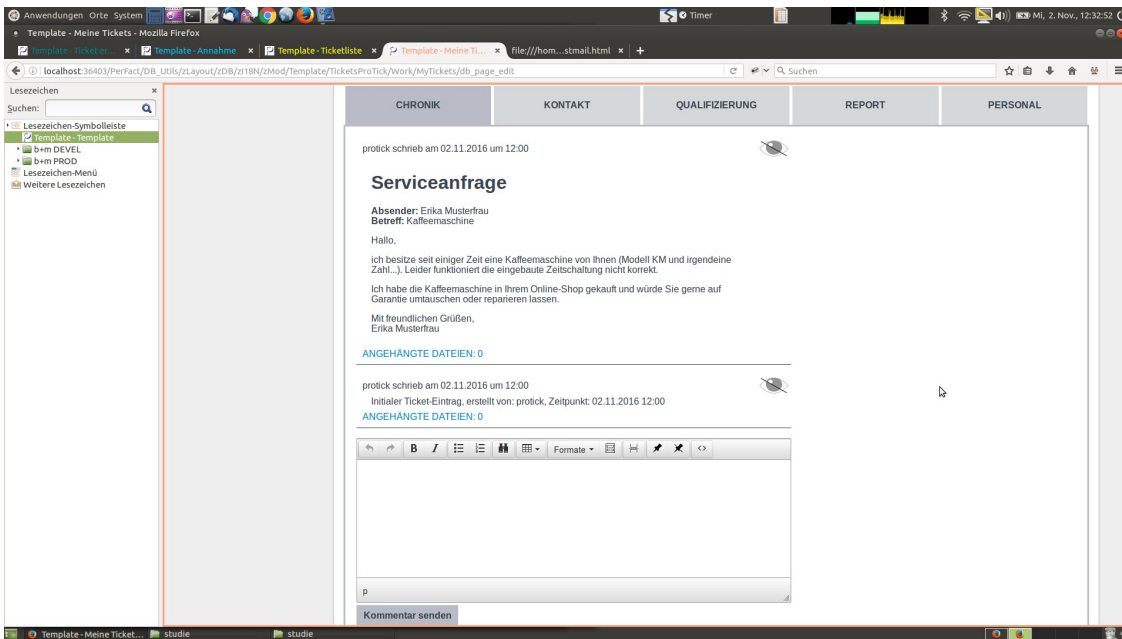 Anwendungen Orte System
Timer
Mi, 2. Nov., 12:32:52
Template - Meine Tickets - Mozilla Firefox
Template - Ticket er... × Template - Annahme × Template - Ticketliste × Template - Meine Ti... × file:///hom...stmail.html × +
localhost:36403/PerFact/DB_Utils/zLayout/zDB/zI18N/zMod/Template/TicketsProTick/Work/MyTickets/db_page_edit
Suchen
Lesezeichen ×
Suchen:
Lesezeichen-Symbolleiste
Template - Template
b+m DEVEL
b+m PROD
Lesezeichen-Menü
Weitere Lesezeichen
CHRONIK KONTAKT QUALIFIZIERUNG REPORT PERSONAL
protick schrieb am 02.11.2016 um 12:00
Serviceanfrage
Absender: Erika Musterfrau
Betreff: Kaffeemaschine
Hallo,
ich besitze seit einiger Zeit eine Kaffeemaschine von Ihnen (Modell KM und irgendeine
Zahl...). Leider funktioniert die eingebaute Zeitschaltung nicht korrekt.
Ich habe die Kaffeemaschine in Ihrem Online-Shop gekauft und würde Sie gerne auf
Garantie umtauschen oder reparieren lassen.
Mit freundlichen Grüßen,
Erika Musterfrau
ANGEHÄNGTE DATEIEN: 0
protick schrieb am 02.11.2016 um 12:00
Initialer Ticket-Eintrag, erstellt von: protick, Zeitpunkt: 02.11.2016 12:00
ANGEHÄNGTE DATEIEN: 0
B I Formate
p
Kommentar senden
Template - Meine Ticket... studie studie